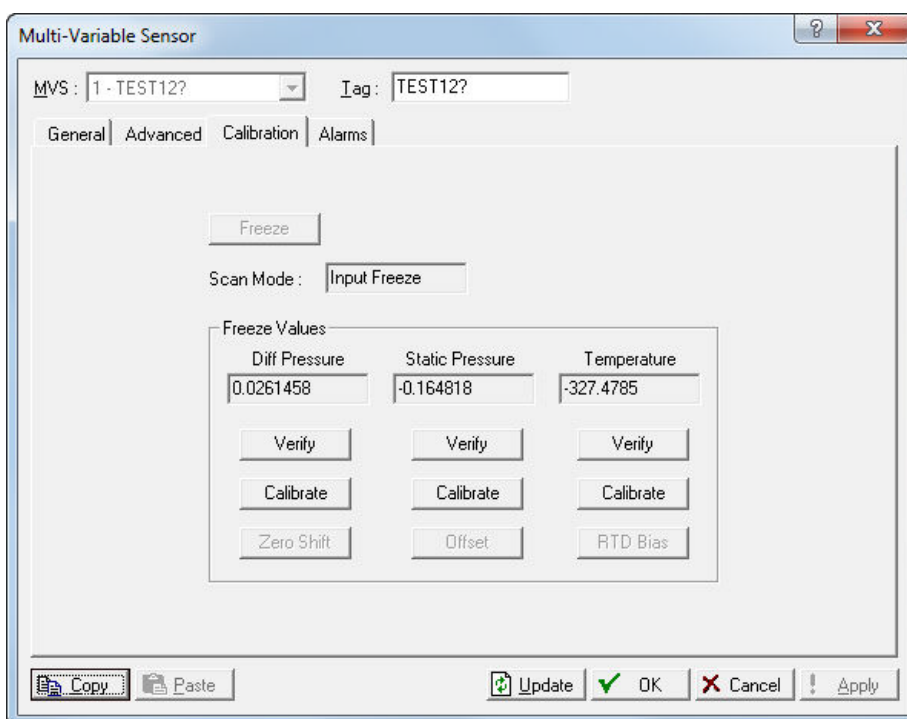 Multi-Variable Sensor
MVS : 1 - TEST12? Tag : TEST12?
General Advanced Calibration Alarms
Freeze
Scan Mode : Input Freeze
Freeze Values
Diff Pressure Static Pressure Temperature
0.0261458 -0.164818 -327.4785
Verify Verify Verify
Calibrate Calibrate Calibrate
Zero Shift Offset RTD Bias
Copy Paste Update OK Cancel Apply